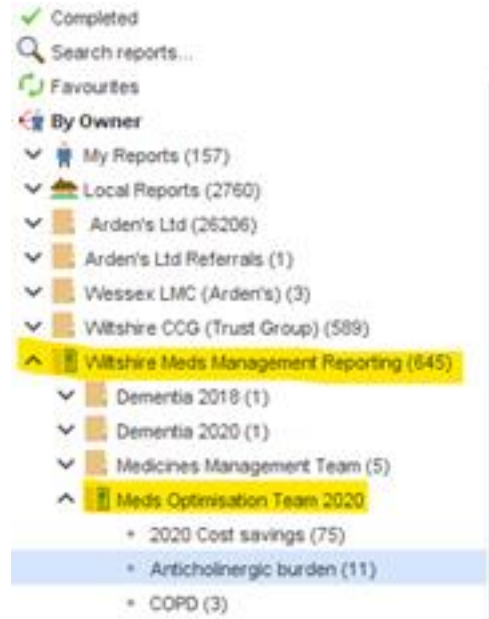 Completed
Search reports...
Favourites
By Owner
My Reports (157)
Local Reports (2760)
Arden's Ltd (26206)
Arden's Ltd Referrals (1)
Wessex LMC (Arden's) (3)
Wiltshire CCG (Trust Group) (589)
Wiltshire Meds Management Reporting (645)
Dementia 2018 (1)
Dementia 2020 (1)
Medicines Management Team (5)
Meds Optimisation Team 2020
2020 Cost savings (75)
Anticholinergic burden (11)
COPD (3)